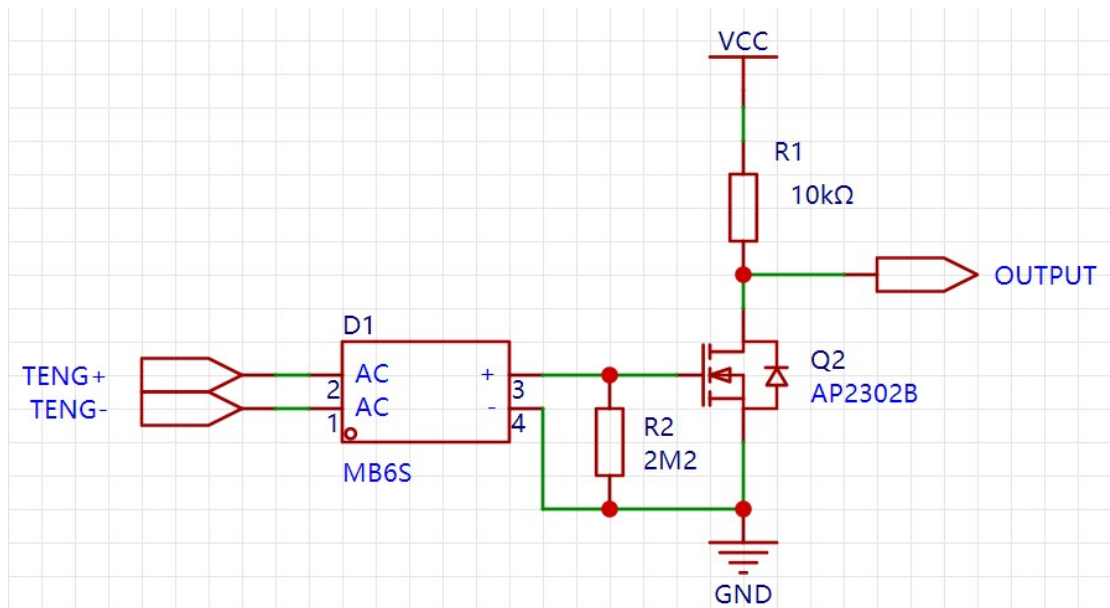 VCC
R1
10kΩ
OUTPUT
D1
TENG+
TENG-
2
1
AC
AC
+
-
3
4
MB6S
R2
2M2
Q2
AP2302B
GND